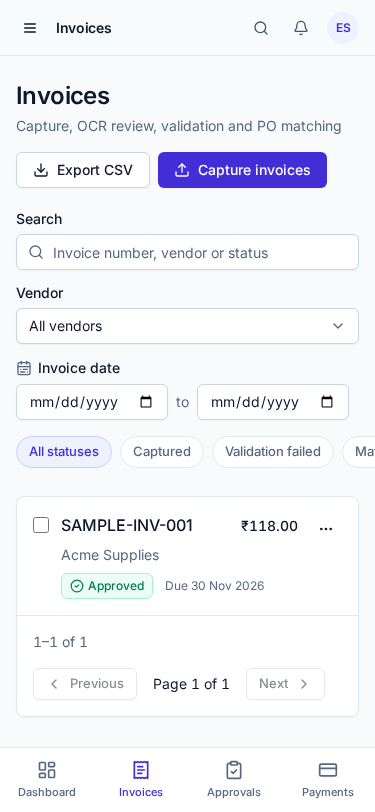 Invoices
ES
Invoices
Capture, OCR review, validation and PO matching
Export CSV
Capture invoices
Search
Invoice number, vendor or status
Vendor
All vendors
Invoice date
mm/dd/yyyy to mm/dd/yyyy
All statuses Captured Validation failed
SAMPLE-INV-001 ₹118.00
Acme Supplies
Approved Due 30 Nov 2026
1–1 of 1
Previous Page 1 of 1 Next
Dashboard Invoices Approvals Payments